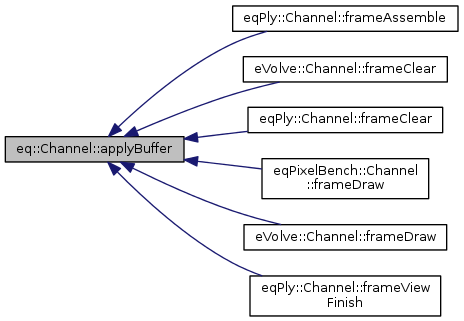 eqPly::Channel::frameAssemble
eVolve::Channel::frameClear
eqPly::Channel::frameClear
eq::Channel::applyBuffer
eqPixelBench::Channel
::frameDraw
eVolve::Channel::frameDraw
eqPly::Channel::frameView
Finish